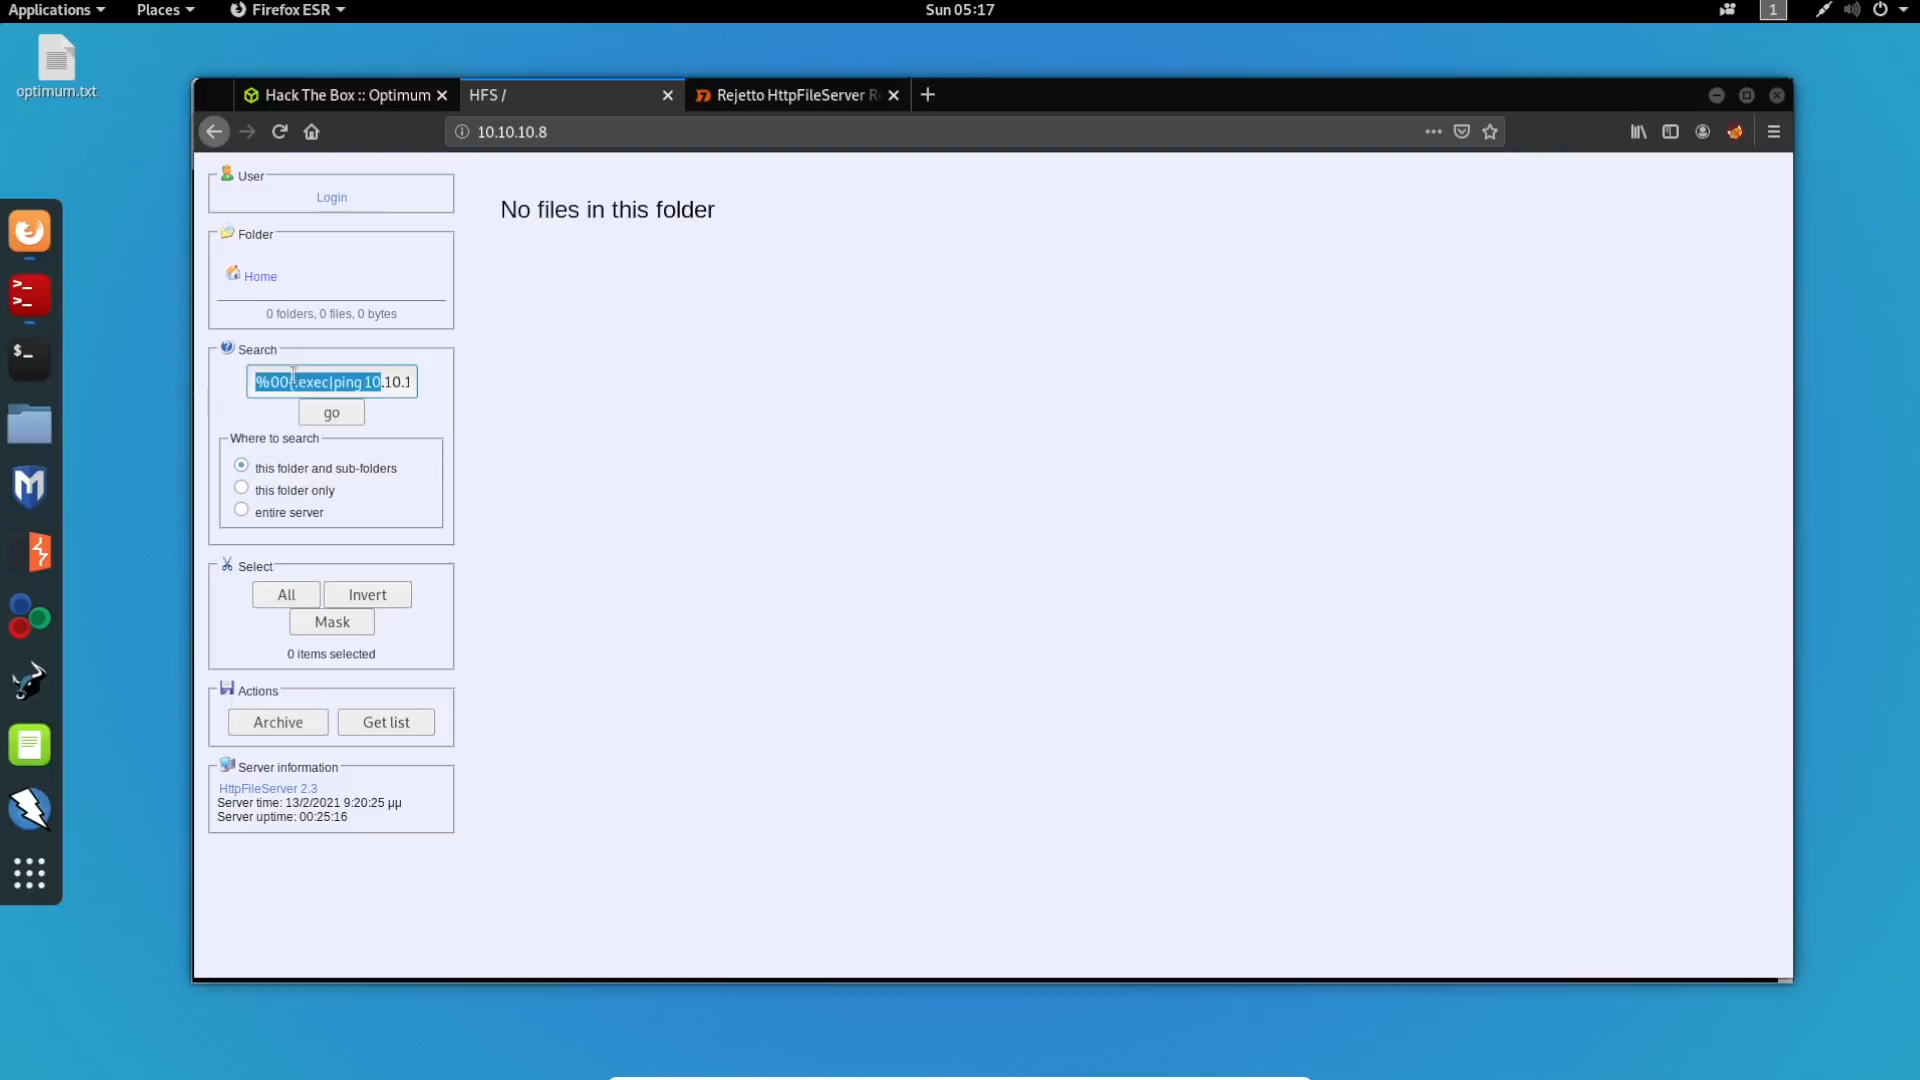 Applications Places Firefox ESR Sun 05:17 1
optimum.txt
Hack The Box :: Optimum HFS / Rejetto HttpFileServer R
10.10.10.8
User
Login
Folder
Home
0 folders, 0 files, 0 bytes
Search
%00{.exec|ping 10.10.1
go
Where to search
this folder and sub-folders
this folder only
entire server
Select
All Invert
Mask
0 items selected
Actions
Archive Get list
Server information
HttpFileServer 2.3
Server time: 13/2/2021 9:20:25 μμ
Server uptime: 00:25:16
No files in this folder